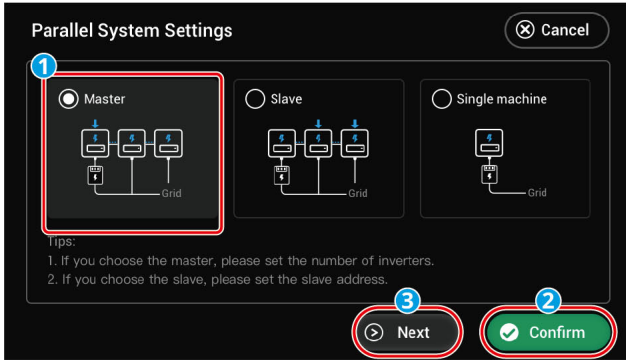 Parallel System Settings
Cancel
1
Master
Slave
Single machine
Grid
Grid
Grid
Tips:
1. If you choose the master, please set the number of inverters.
2. If you choose the slave, please set the slave address.
3
2
Next
Confirm